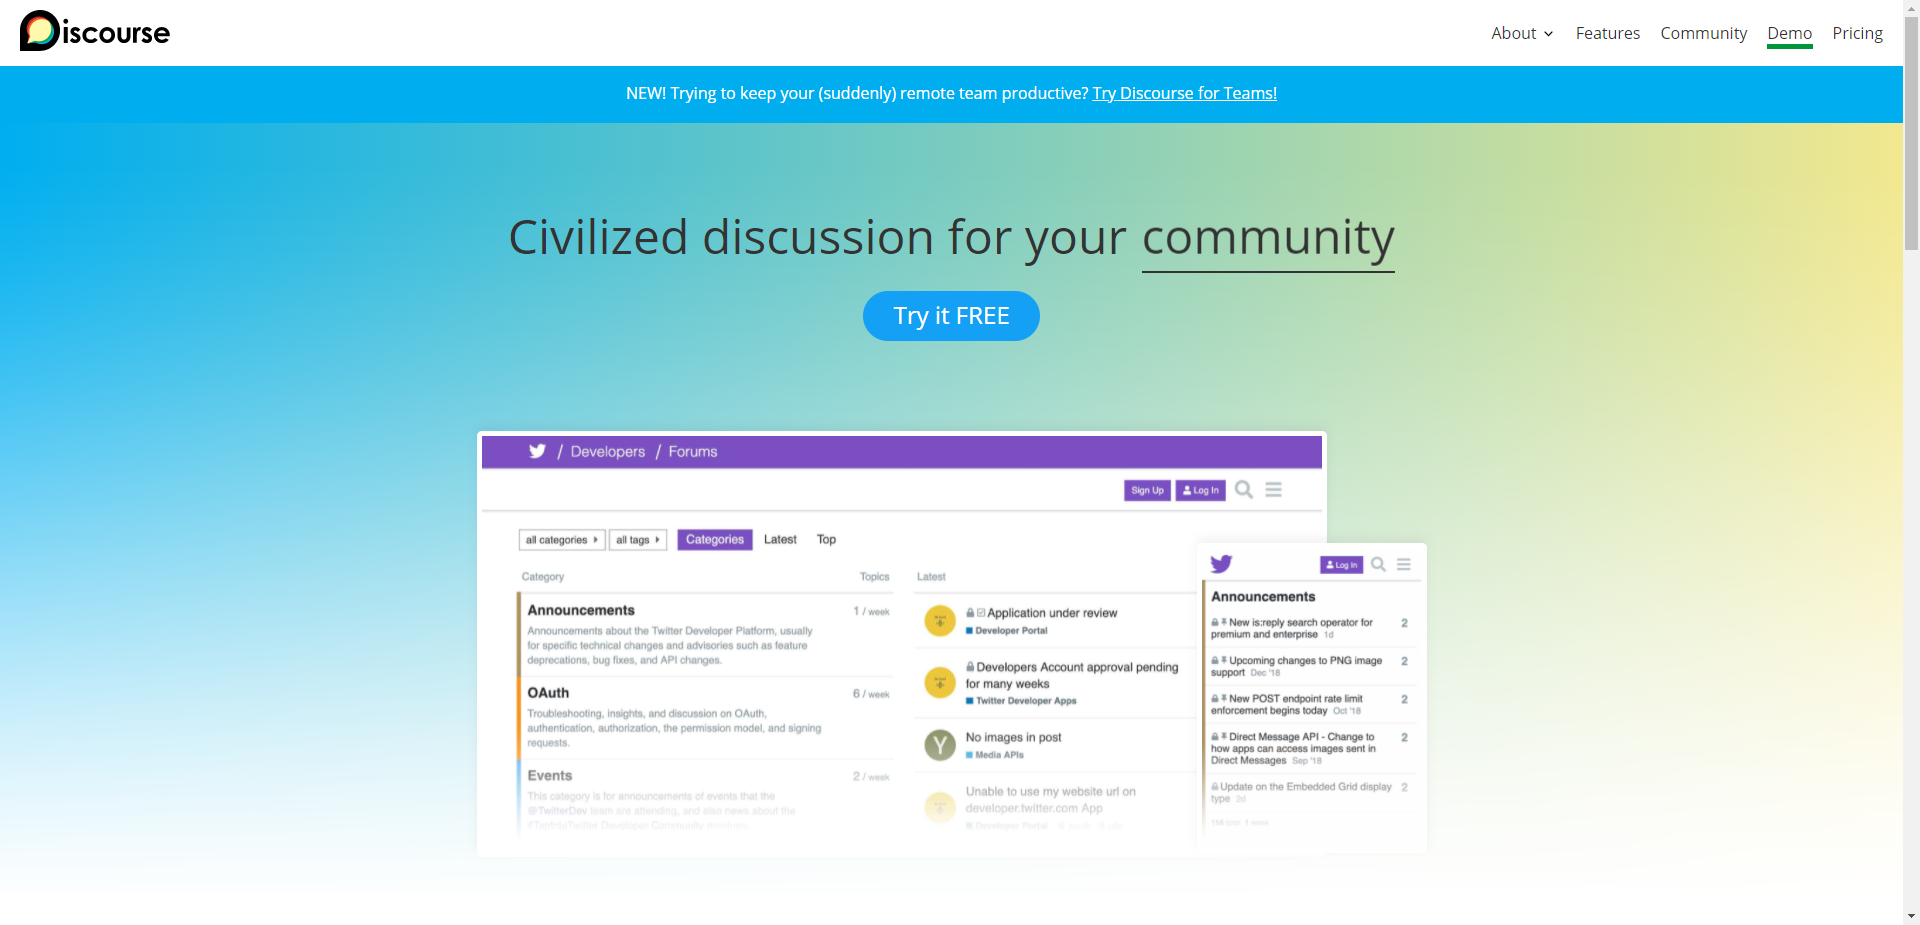 Discourse
About Features Community Demo Pricing
NEW! Trying to keep your (suddenly) remote team productive? Try Discourse for Teams!
Civilized discussion for your community
Try it FREE
/ Developers / Forums
Sign Up Log In
all categories all tags Categories Latest Top
Category Topics
Announcements 1 / week
Announcements about the Twitter Developer Platform, usually
for specific technical changes and advisories such as feature
deprecations, bug fixes, and API changes.
OAuth 6 / week
Troubleshooting, insights, and discussion on OAuth,
authentication, authorization, the permission model, and signing
requests.
Events 2 / week
This category is for announcements of events that the
@TwitterDev team are attending, and also news about the
Twitter Developer Community
Latest
Application under review
Developer Portal
Developers Account approval pending
for many weeks
Twitter Developer Apps
Y
No images in post
Media APIs
Unable to use my website url on
developer.twitter.com App
Developer Portal
Log In
Announcements
New is:reply search operator for 2
premium and enterprise 1d
Upcoming changes to PNG image 2
support Dec '18
New POST endpoint rate limit 2
enforcement begins today Oct '18
Direct Message API - Change to 2
how apps can access images sent in
Direct Messages Sep '18
Update on the Embedded Grid display 2
type 2d